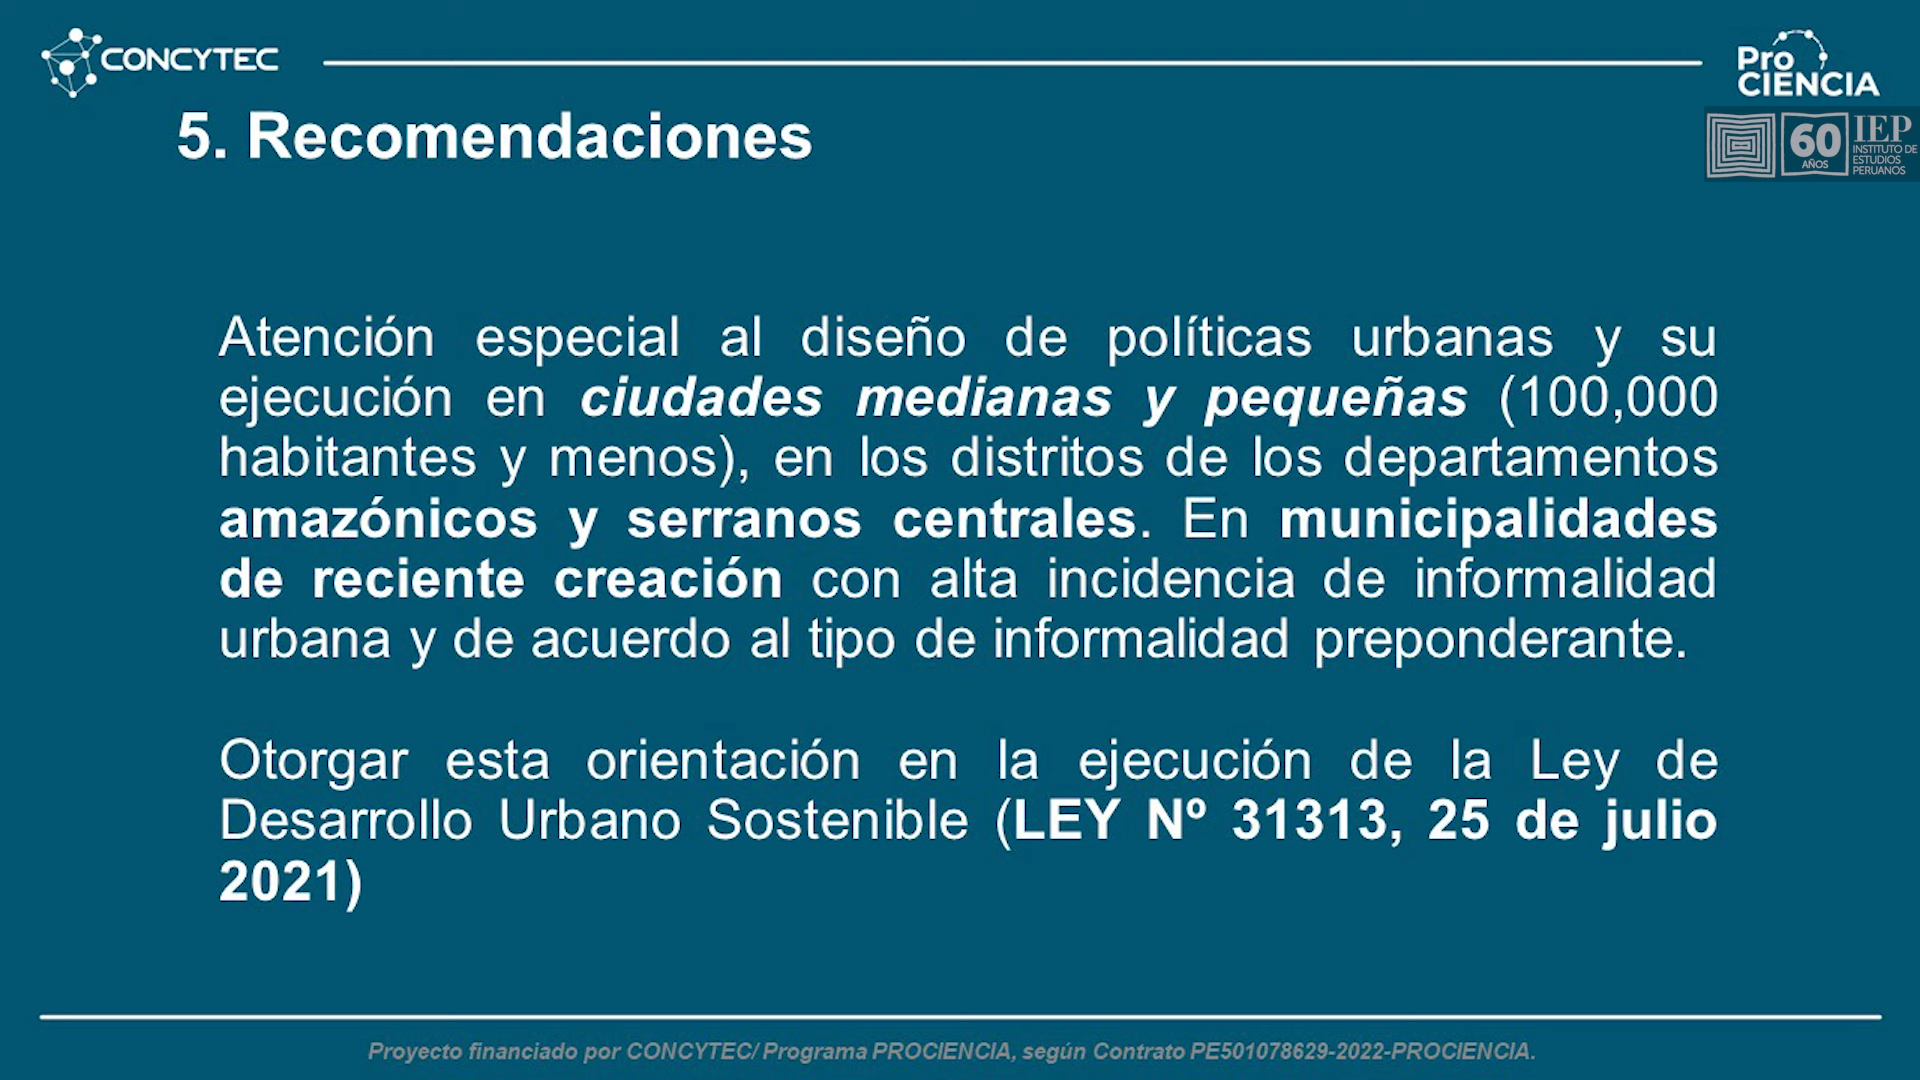 CONCYTEC
Pro
CIENCIA
60
AÑOS
IEP
INSTITUTO DE
ESTUDIOS
PERUANOS
5. Recomendaciones
Atención especial al diseño de políticas urbanas y su
ejecución en ciudades medianas y pequeñas (100,000
habitantes y menos), en los distritos de los departamentos
amazónicos y serranos centrales. En municipalidades
de reciente creación con alta incidencia de informalidad
urbana y de acuerdo al tipo de informalidad preponderante.
Otorgar esta orientación en la ejecución de la Ley de
Desarrollo Urbano Sostenible (LEY Nº 31313, 25 de julio
2021)
Proyecto financiado por CONCYTEC/ Programa PROCIENCIA, según Contrato PE501078629-2022-PROCIENCIA.